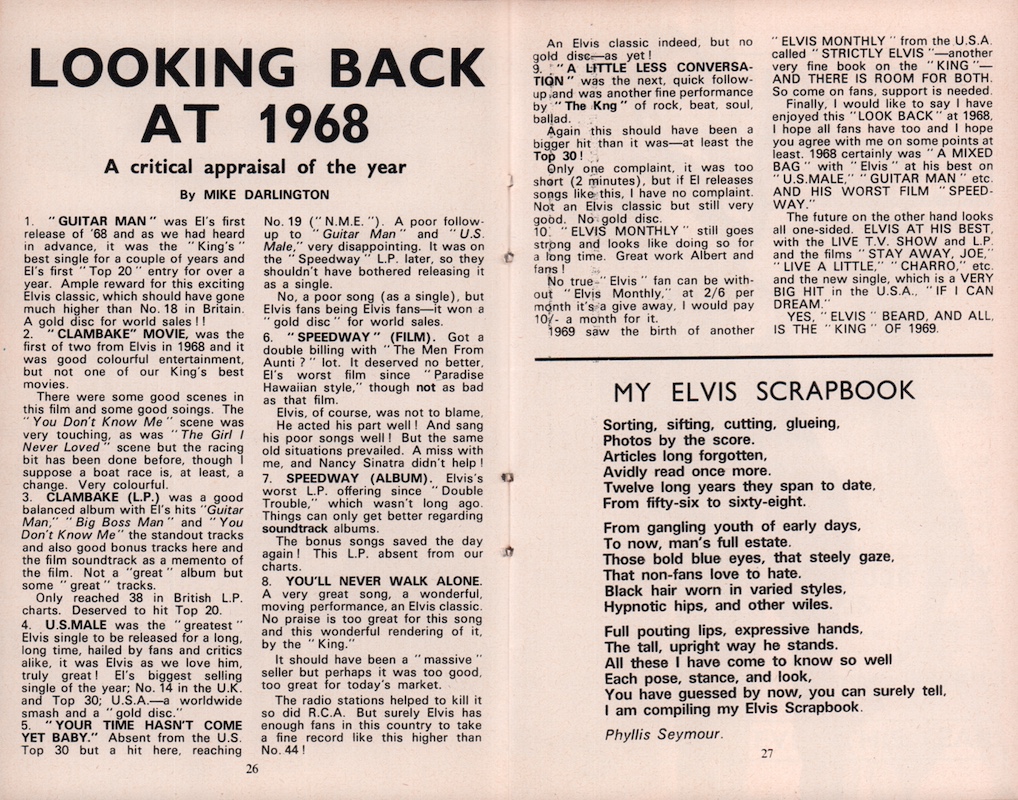 LOOKING BACK
AT 1968
A critical appraisal of the year
By MIKE DARLINGTON
1. "GUITAR MAN" was El's first
release of '68 and as we had heard
in advance, it was the "King's"
best single for a couple of years and
El's first "Top 20" entry for over a
year. Ample reward for this exciting
Elvis classic, which should have gone
much higher than No. 18 in Britain.
A gold disc for world sales ! !
2. "CLAMBAKE" MOVIE, was the
first of two from Elvis in 1968 and it
was good colourful entertainment,
but not one of our King's best
movies.
There were some good scenes in
this film and some good soings. The
"You Don't Know Me" scene was
very touching, as was "The Girl I
Never Loved" scene but the racing
bit has been done before, though I
suppose a boat race is, at least, a
change. Very colourful.
3. CLAMBAKE (L.P.) was a good
balanced album with El's hits "Guitar
Man," "Big Boss Man" and "You
Don't Know Me" the standout tracks
and also good bonus tracks here and
the film soundtrack as a memento of
the film. Not a "great" album but
some "great" tracks.
Only reached 38 in British L.P.
charts. Deserved to hit Top 20.
4. U.S.MALE was the "greatest"
Elvis single to be released for a long,
long time, hailed by fans and critics
alike, it was Elvis as we love him,
truly great! El's biggest selling
single of the year; No. 14 in the U.K.
and Top 30; U.S.A.—a worldwide
smash and a "gold disc."
5. "YOUR TIME HASN'T COME
YET BABY." Absent from the U.S.
Top 30 but a hit here, reaching
No. 19 ("N.M.E."). A poor follow-
up to "Guitar Man" and "U.S.
Male," very disappointing. It was on
the "Speedway" L.P. later, so they
shouldn't have bothered releasing it
as a single.
No, a poor song (as a single), but
Elvis fans being Elvis fans—it won a
"gold disc" for world sales.
6. "SPEEDWAY" (FILM). Got a
double billing with "The Men From
Aunti ?" lot. It deserved no better,
El's worst film since "Paradise
Hawaiian style," though not as bad
as that film.
Elvis, of course, was not to blame,
He acted his part well! And sang
his poor songs well! But the same
old situations prevailed. A miss with
me, and Nancy Sinatra didn't help!
7. SPEEDWAY (ALBUM). Elvis's
worst L.P. offering since "Double
Trouble," which wasn't long ago.
Things can only get better regarding
soundtrack albums.
The bonus songs saved the day
again! This L.P. absent from our
charts.
8. YOU'LL NEVER WALK ALONE.
A very great song, a wonderful,
moving performance, an Elvis classic.
No praise is too great for this song
and this wonderful rendering of it,
by the "King."
It should have been a "massive"
seller but perhaps it was too good,
too great for today's market.
The radio stations helped to kill it
so did R.C.A. But surely Elvis has
enough fans in this country to take
a fine record like this higher than
No. 44!
26
An Elvis classic indeed, but no
gold disc—as yet!
9. "A LITTLE LESS CONVERSA-
TION" was the next, quick follow-
up and was another fine performance
by "The Kng" of rock, beat, soul,
ballad.
Again this should have been a
bigger hit than it was—at least the
Top 30!
Only one complaint, it was too
short (2 minutes), but if El releases
songs like this, I have no complaint.
Not an Elvis classic but still very
good. No gold disc.
10. "ELVIS MONTHLY" still goes
strong and looks like doing so for
a long time. Great work Albert and
fans!
No true "Elvis" fan can be with-
out "Elvis Monthly," at 2/6 per
month it's a give away, I would pay
10/- a month for it.
1969 saw the birth of another
"ELVIS MONTHLY" from the U.S.A.
called "STRICTLY ELVIS"—another
very fine book on the "KING"—
AND THERE IS ROOM FOR BOTH.
So come on fans, support is needed.
Finally, I would like to say I have
enjoyed this "LOOK BACK" at 1968,
I hope all fans have too and I hope
you agree with me on some points at
least. 1968 certainly was "A MIXED
BAG" with "Elvis" at his best on
"U.S.MALE," "GUITAR MAN" etc.
AND HIS WORST FILM "SPEED-
WAY."
The future on the other hand looks
all one-sided. ELVIS AT HIS BEST,
with the LIVE T.V. SHOW and L.P.
and the films "STAY AWAY, JOE,"
"LIVE A LITTLE," "CHARRO," etc.
and the new single, which is a VERY
BIG HIT in the U.S.A., "IF I CAN
DREAM."
YES, "ELVIS" BEARD, AND ALL,
IS THE "KING" OF 1969.
MY ELVIS SCRAPBOOK
Sorting, sifting, cutting, glueing,
Photos by the score.
Articles long forgotten,
Avidly read once more.
Twelve long years they span to date,
From fifty-six to sixty-eight.
From gangling youth of early days,
To now, man's full estate.
Those bold blue eyes, that steely gaze,
That non-fans love to hate.
Black hair worn in varied styles,
Hypnotic hips, and other wiles.
Full pouting lips, expressive hands,
The tall, upright way he stands.
All these I have come to know so well
Each pose, stance, and look,
You have guessed by now, you can surely tell,
I am compiling my Elvis Scrapbook.
Phyllis Seymour.
27